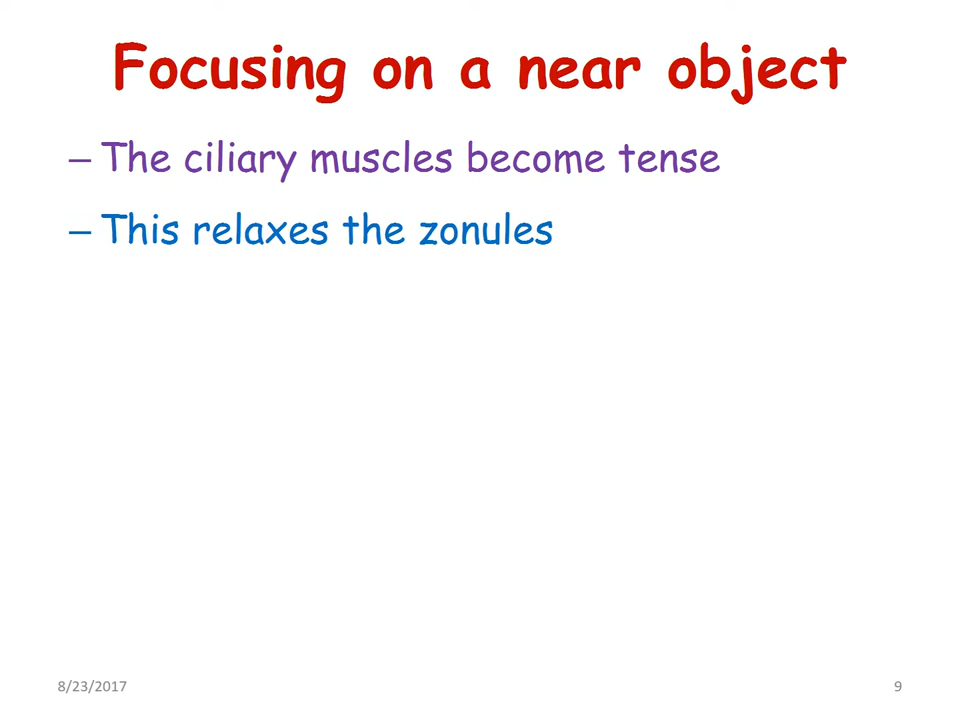 Focusing on a near object
– The ciliary muscles become tense
– This relaxes the zonules
8/23/2017
9